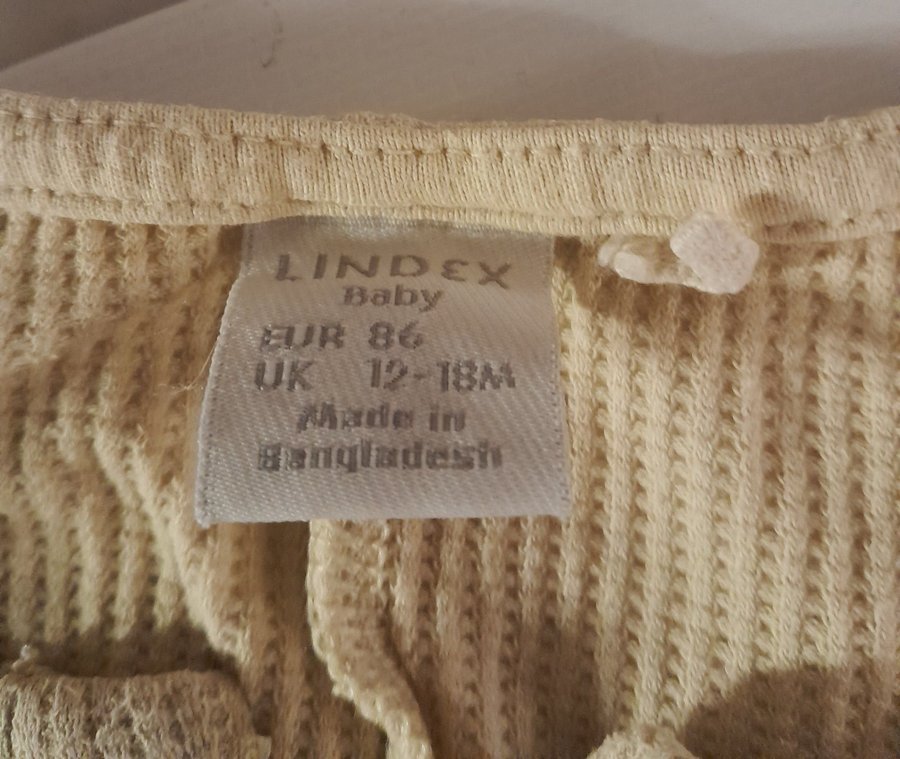 LINDEX
Baby
EUR 86
UK 12-18M
Made in
Bangladesh